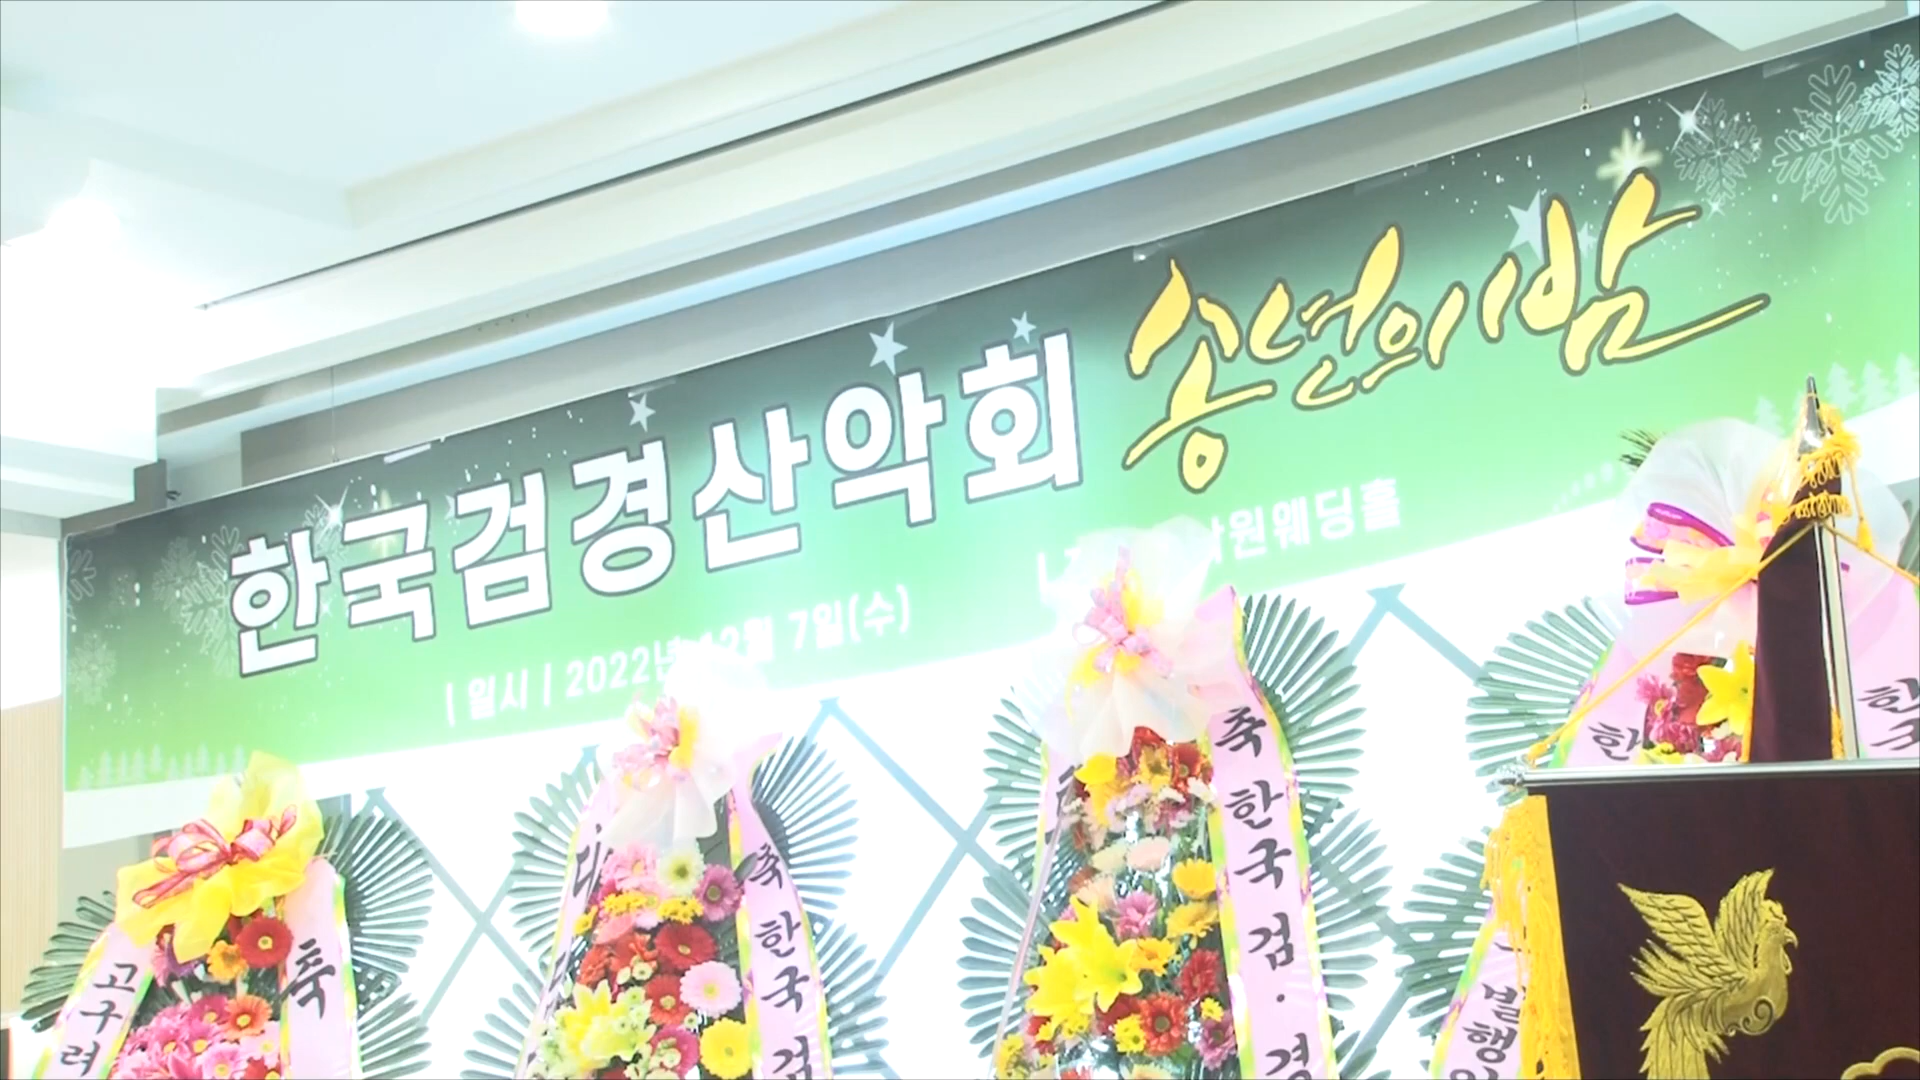 한국검경산악회 송년의 밤
| 일시 | 2022년 12월 7일(수)
원웨딩홀
고구려
축
축 한국 검
축 한국 검·경
한
한국
행